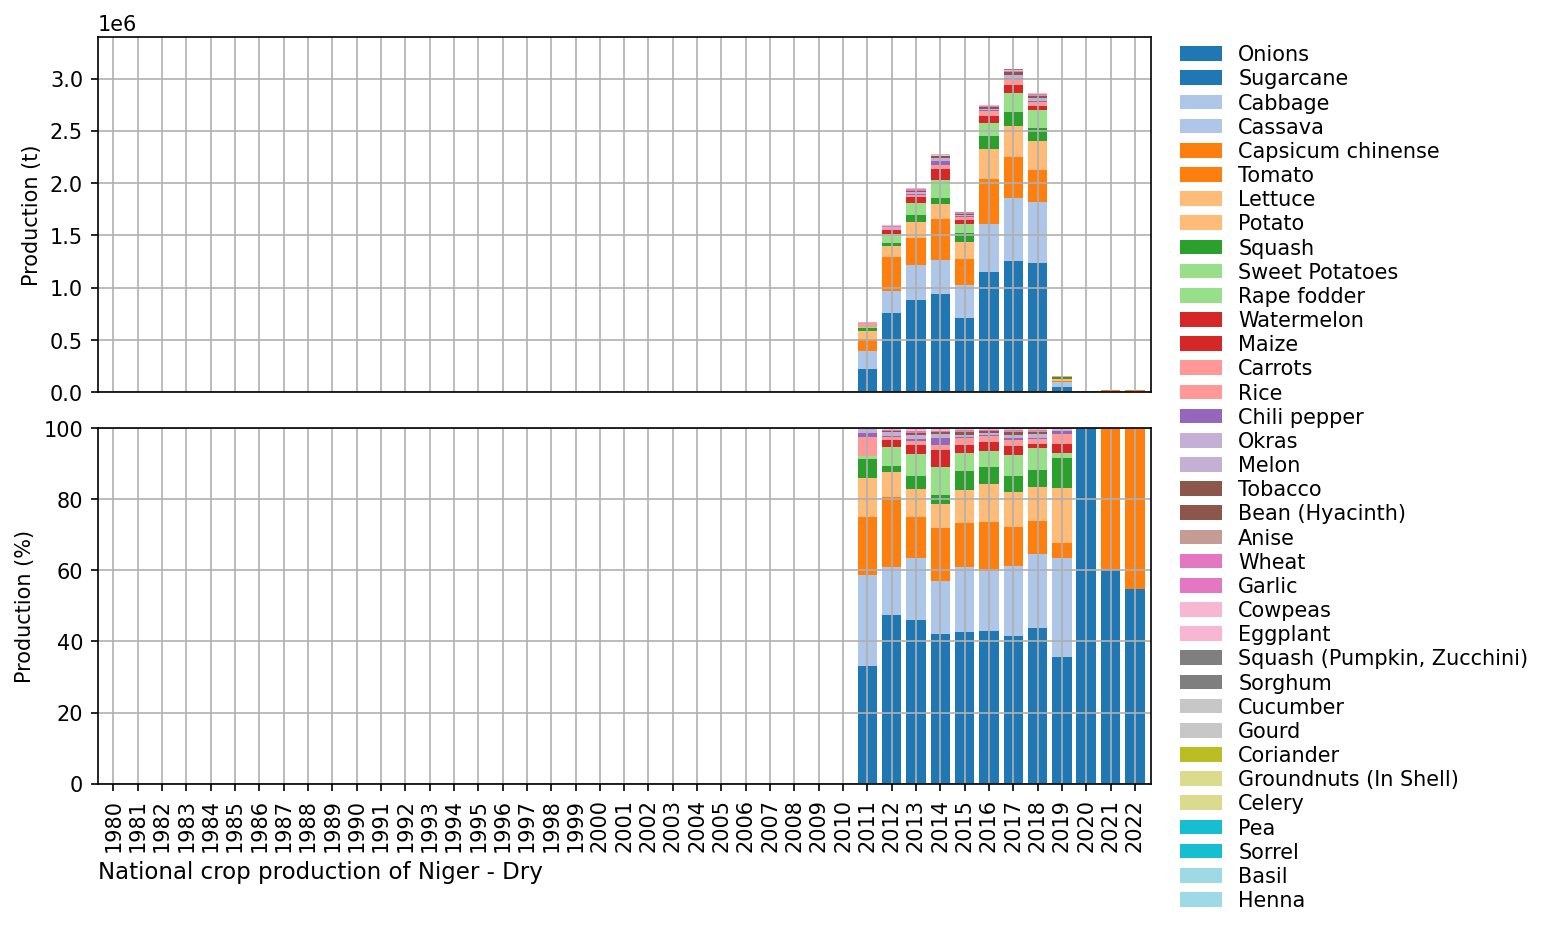 1e6
Production (t)
3.0
2.5
2.0
1.5
1.0
0.5
0.0
Production (%)
100
80
60
40
20
0
1980
1981
1982
1983
1984
1985
1986
1987
1988
1989
1990
1991
1992
1993
1994
1995
1996
1997
1998
1999
2000
2001
2002
2003
2004
2005
2006
2007
2008
2009
2010
2011
2012
2013
2014
2015
2016
2017
2018
2019
2020
2021
2022
National crop production of Niger - Dry
Onions
Sugarcane
Cabbage
Cassava
Capsicum chinense
Tomato
Lettuce
Potato
Squash
Sweet Potatoes
Rape fodder
Watermelon
Maize
Carrots
Rice
Chili pepper
Okras
Melon
Tobacco
Bean (Hyacinth)
Anise
Wheat
Garlic
Cowpeas
Eggplant
Squash (Pumpkin, Zucchini)
Sorghum
Cucumber
Gourd
Coriander
Groundnuts (In Shell)
Celery
Pea
Sorrel
Basil
Henna